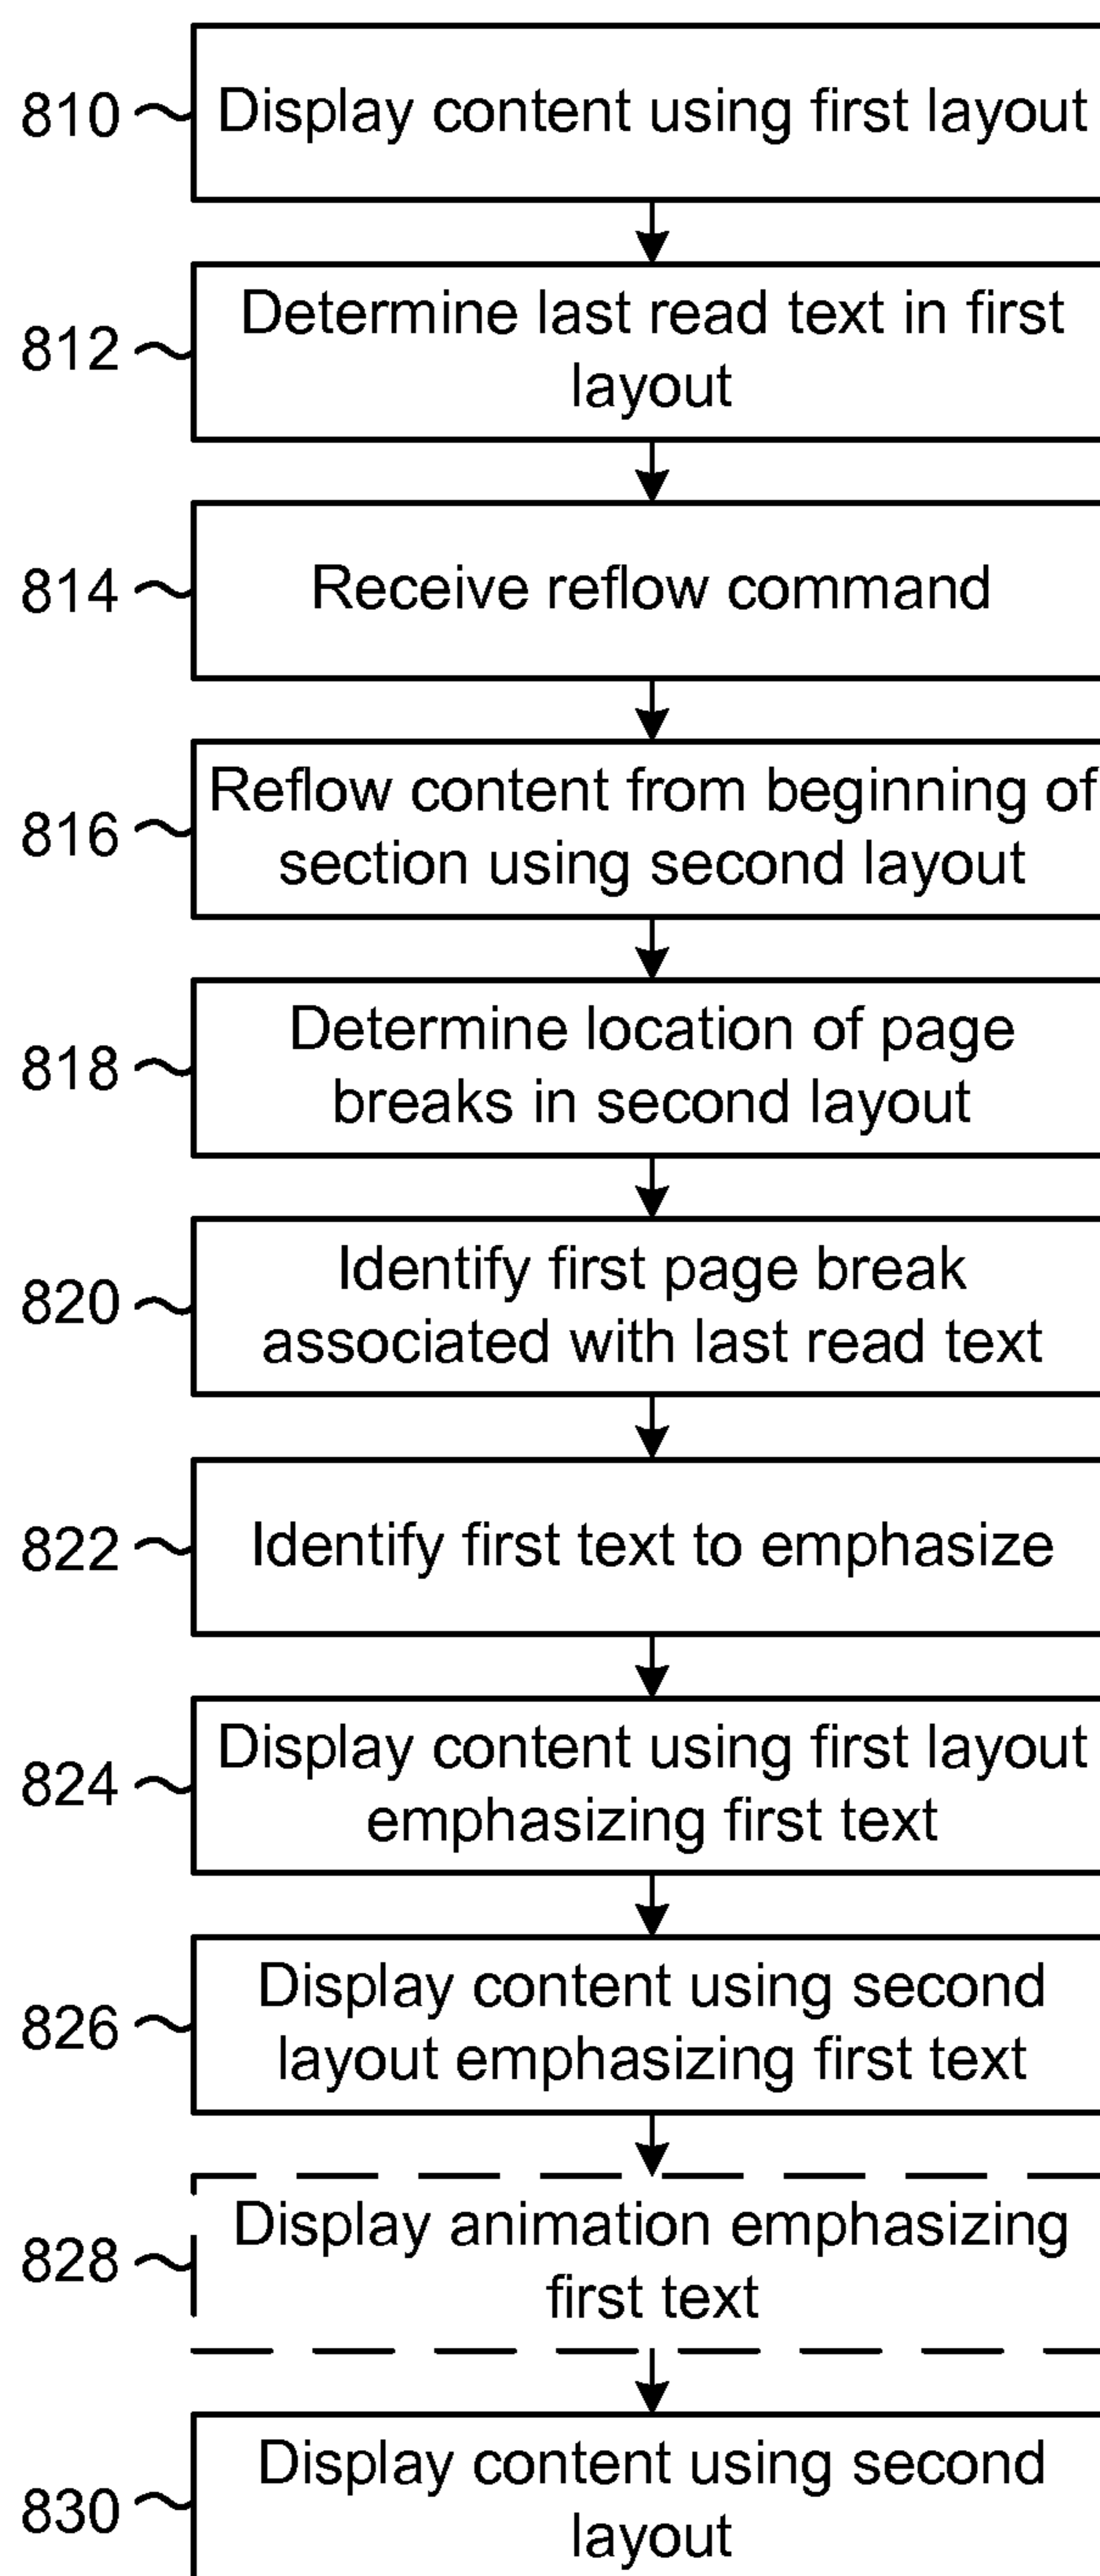 810
Display content using first layout
812
Determine last read text in first
layout
814
Receive reflow command
816
Reflow content from beginning of
section using second layout
818
Determine location of page
breaks in second layout
820
Identify first page break
associated with last read text
822
Identify first text to emphasize
824
Display content using first layout
emphasizing first text
826
Display content using second
layout emphasizing first text
828
Display animation emphasizing
first text
830
Display content using second
layout